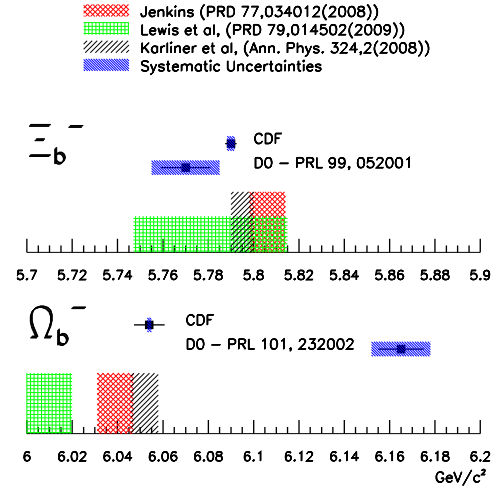 Jenkins (PRD 77,034012(2008))
Lewis et al, (PRD 79,014502(2009))
Karliner et al, (Ann. Phys. 324,2(2008))
Systematic Uncertainties
Ξb⁻
CDF
DO – PRL 99, 052001
5.7 5.72 5.74 5.76 5.78 5.8 5.82 5.84 5.86 5.88 5.9
Ωb⁻
CDF
DO – PRL 101, 232002
6 6.02 6.04 6.06 6.08 6.1 6.12 6.14 6.16 6.18 6.2
GeV/c²